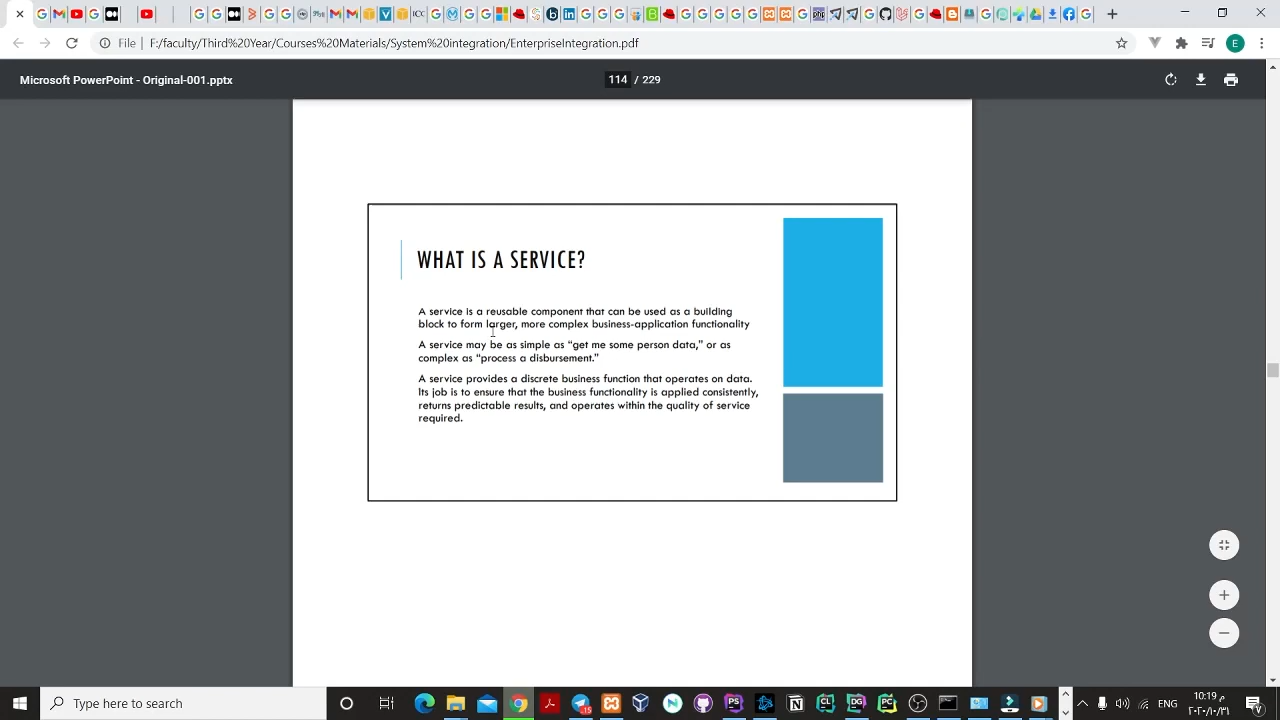 File | F:/faculty/Third%20Year/Courses%20Materials/System%20integration/EnterpriseIntegration.pdf
E
Microsoft PowerPoint - Original-001.pptx
114 / 229
WHAT IS A SERVICE?
A service is a reusable component that can be used as a building
block to form larger, more complex business-application functionality
A service may be as simple as “get me some person data,” or as
complex as “process a disbursement.”
A service provides a discrete business function that operates on data.
Its job is to ensure that the business functionality is applied consistently,
returns predictable results, and operates within the quality of service
required.
Type here to search
ENG
10:19